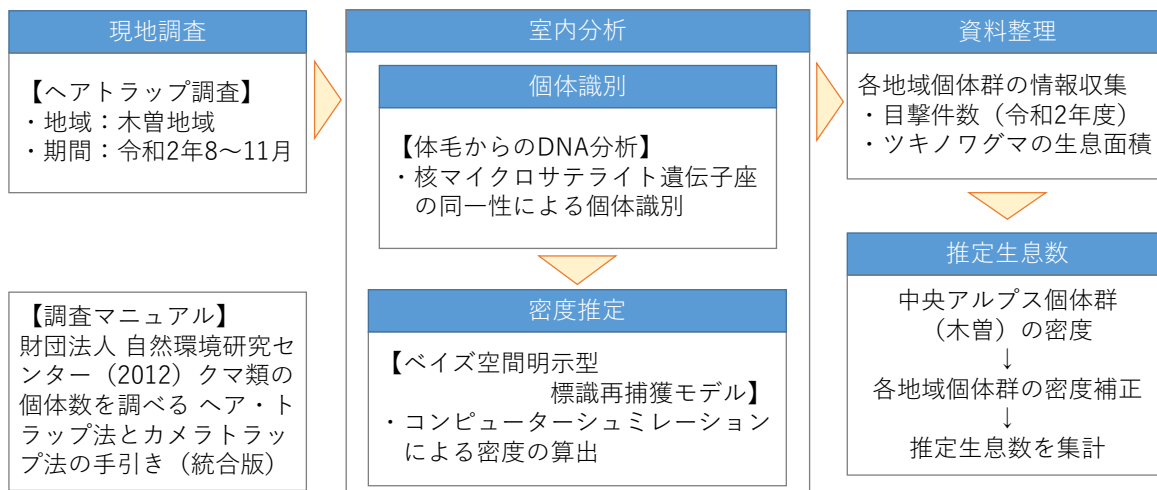 現地調査
【ヘアトラップ調査】
・地域：木曽地域
・期間：令和2年8～11月
【調査マニュアル】
財団法人 自然環境研究セ
ンター（2012）クマ類の
個体数を調べる ヘア・ト
ラップ法とカメラトラッ
プ法の手引き（統合版）
室内分析
個体識別
【体毛からのDNA分析】
・核マイクロサテライト遺伝子座
の同一性による個体識別
密度推定
【ベイズ空間明示型
標識再捕獲モデル】
・コンピューターシュミレーション
による密度の算出
資料整理
各地域個体群の情報収集
・目撃件数（令和2年度）
・ツキノワグマの生息面積
推定生息数
中央アルプス個体群
（木曽）の密度
↓
各地域個体群の密度補正
↓
推定生息数を集計